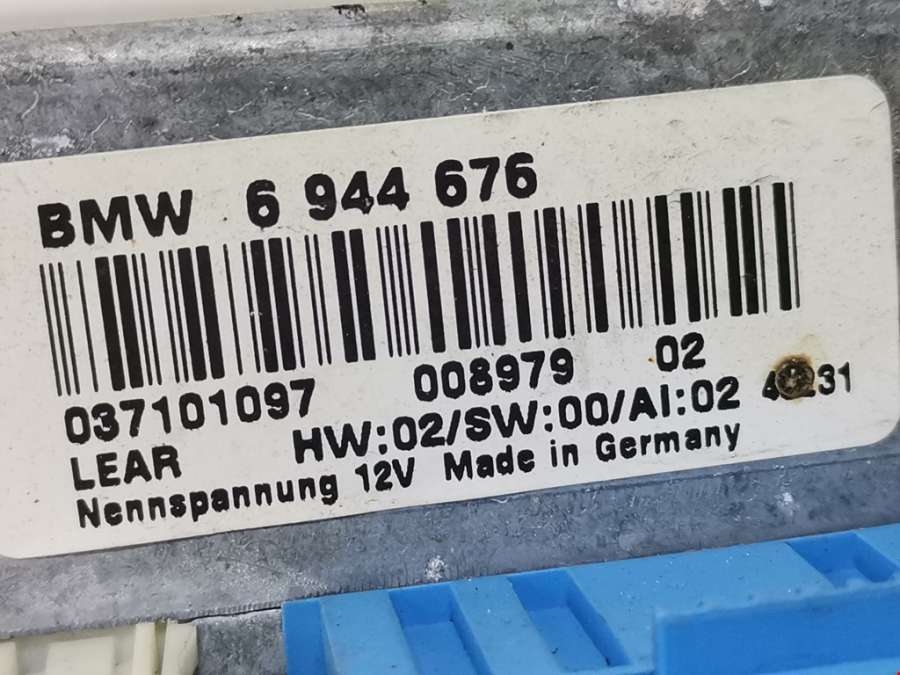 BMW 6 944 676
037101097 008979 02
LEAR HW:02/SW:00/AI:02
Nennspannung 12V Made in Germany